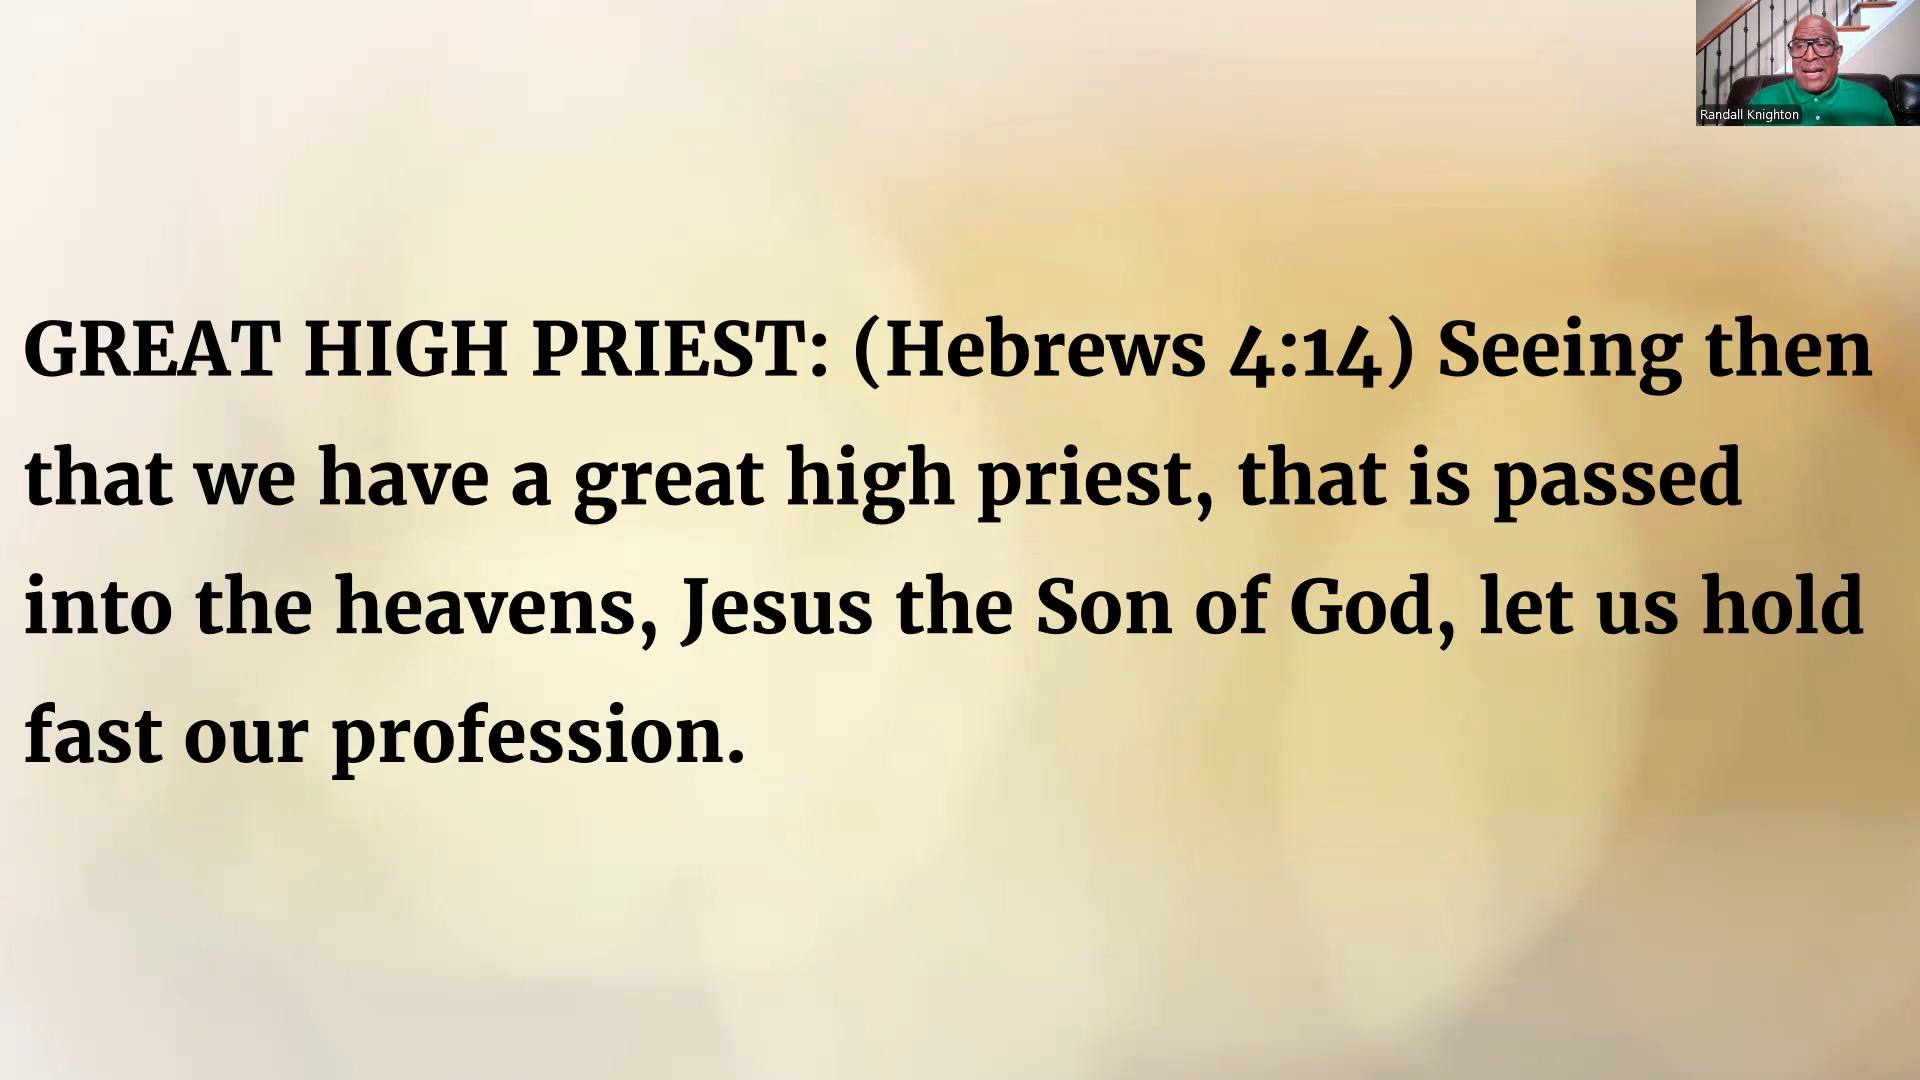 Randall Knighton
GREAT HIGH PRIEST: (Hebrews 4:14) Seeing then
that we have a great high priest, that is passed
into the heavens, Jesus the Son of God, let us hold
fast our profession.